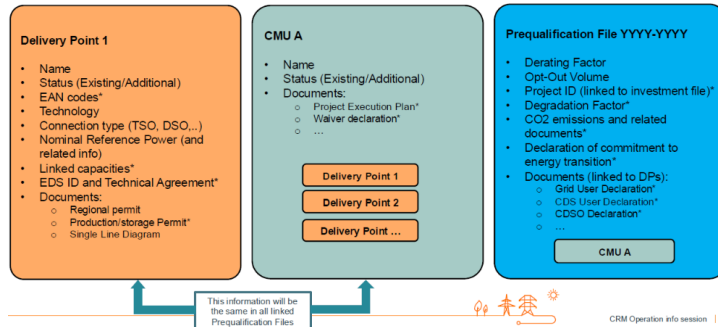 Delivery Point 1
• Name
• Status (Existing/Additional)
• EAN codes*
• Technology
• Connection type (TSO, DSO,..)
• Nominal Reference Power (and
related info)
• Linked capacities*
• EDS ID and Technical Agreement*
• Documents:
o Regional permit
o Production/storage Permit*
o Single Line Diagram
CMU A
• Name
• Status (Existing/Additional)
• Documents:
o Project Execution Plan*
o Waiver declaration*
o …
Delivery Point 1
Delivery Point 2
Delivery Point …
Prequalification File YYYY-YYYY
• Derating Factor
• Opt-Out Volume
• Project ID (linked to investment file)*
• Degradation Factor*
• CO2 emissions and related
documents*
• Declaration of commitment to
energy transition*
• Documents (linked to DPs):
o Grid User Declaration*
o CDS User Declaration*
o CDSO Declaration*
o …
CMU A
This information will be
the same in all linked
Prequalification Files
CRM Operation info session